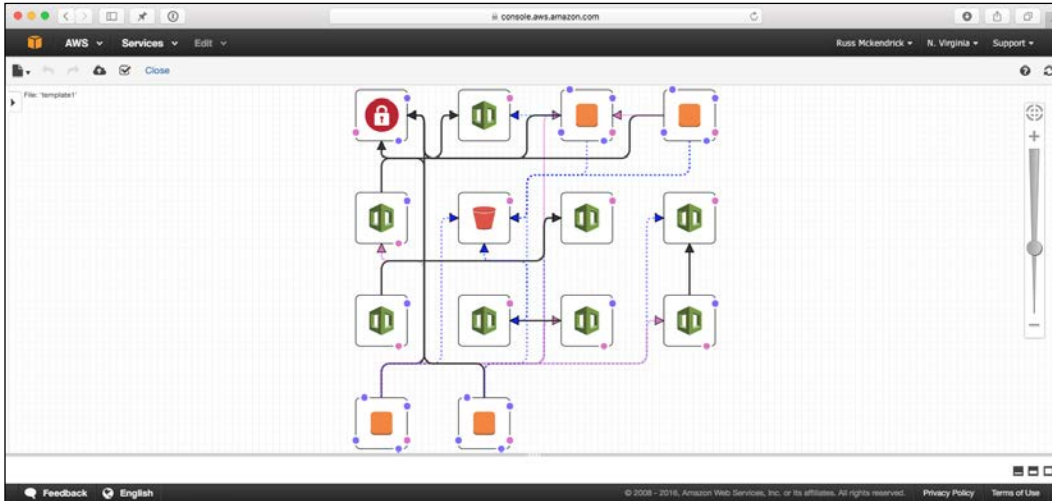 console.aws.amazon.com
AWS Services Edit Russ Mckendrick N. Virginia Support
Close
File: 'template1'
Feedback English © 2008 - 2016, Amazon Web Services, Inc. or its affiliates. All rights reserved. Privacy Policy Terms of Use